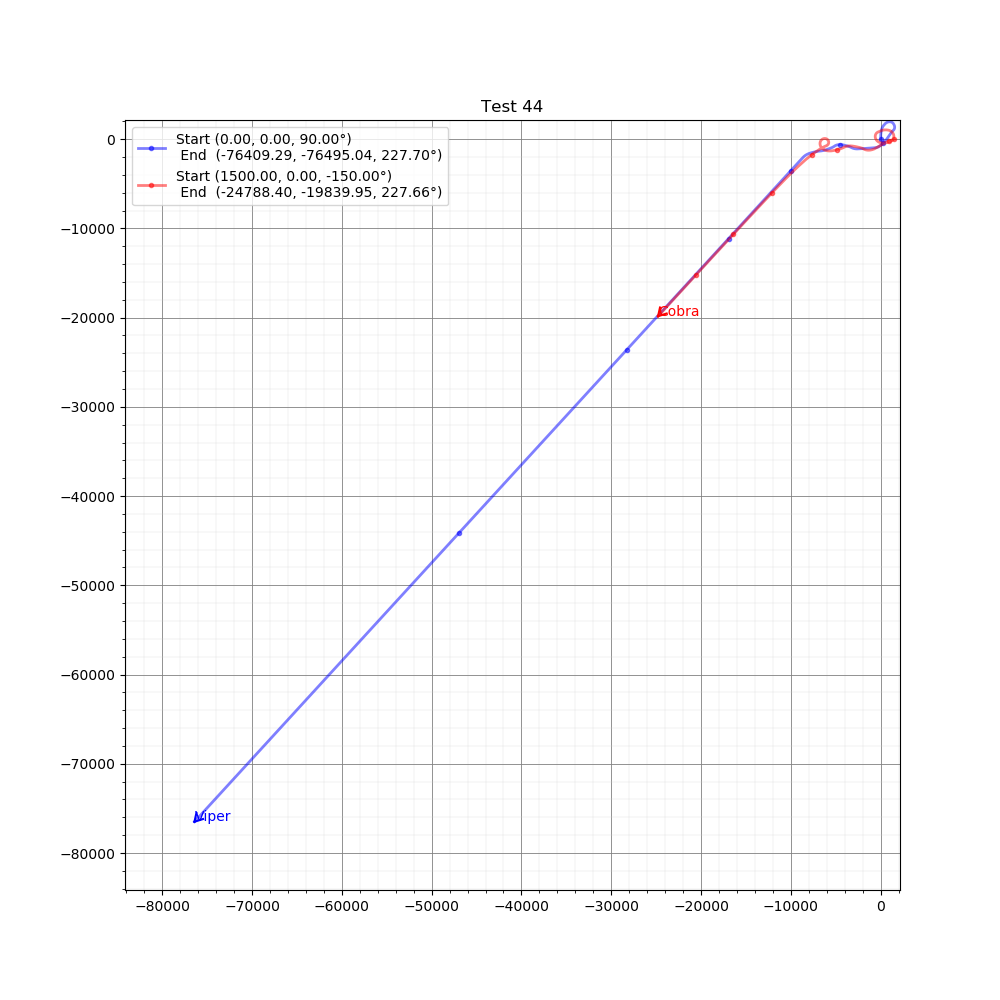 Test 44
Start (0.00, 0.00, 90.00°)
End (-76409.29, -76495.04, 227.70°)
Start (1500.00, 0.00, -150.00°)
End (-24788.40, -19839.95, 227.66°)
0
−10000
−20000
−30000
−40000
−50000
−60000
−70000
−80000
Cobra
Viper
−80000 −70000 −60000 −50000 −40000 −30000 −20000 −10000 0